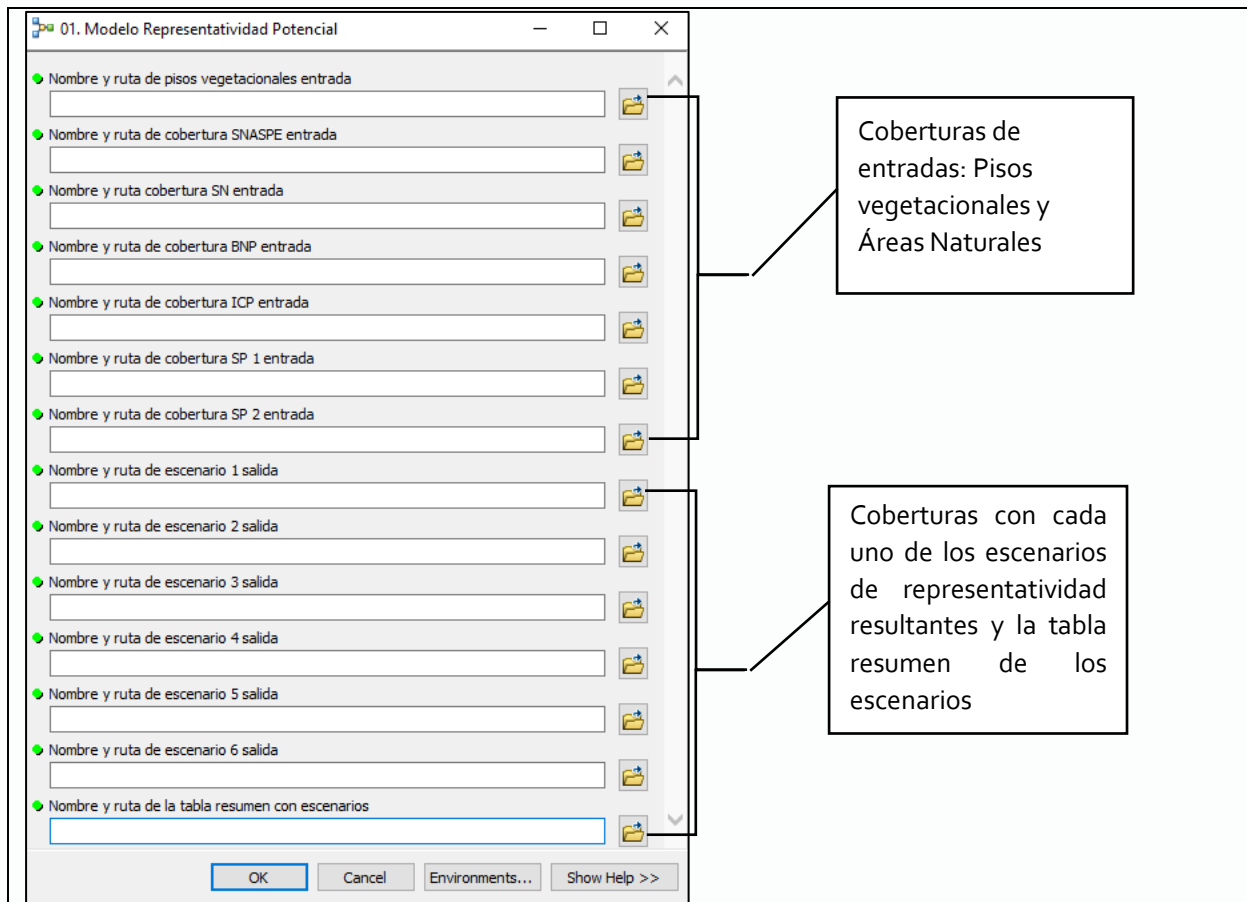 01. Modelo Representatividad Potencial
Nombre y ruta de pisos vegetacionales entrada
Nombre y ruta de cobertura SNASPE entrada
Nombre y ruta cobertura SN entrada
Nombre y ruta de cobertura BNP entrada
Nombre y ruta de cobertura ICP entrada
Nombre y ruta de cobertura SP 1 entrada
Nombre y ruta de cobertura SP 2 entrada
Nombre y ruta de escenario 1 salida
Nombre y ruta de escenario 2 salida
Nombre y ruta de escenario 3 salida
Nombre y ruta de escenario 4 salida
Nombre y ruta de escenario 5 salida
Nombre y ruta de escenario 6 salida
Nombre y ruta de la tabla resumen con escenarios
OK Cancel Environments... Show Help >>
Coberturas de
entradas: Pisos
vegetacionales y
Áreas Naturales
Coberturas con cada
uno de los escenarios
de representatividad
resultantes y la tabla
resumen de los
escenarios